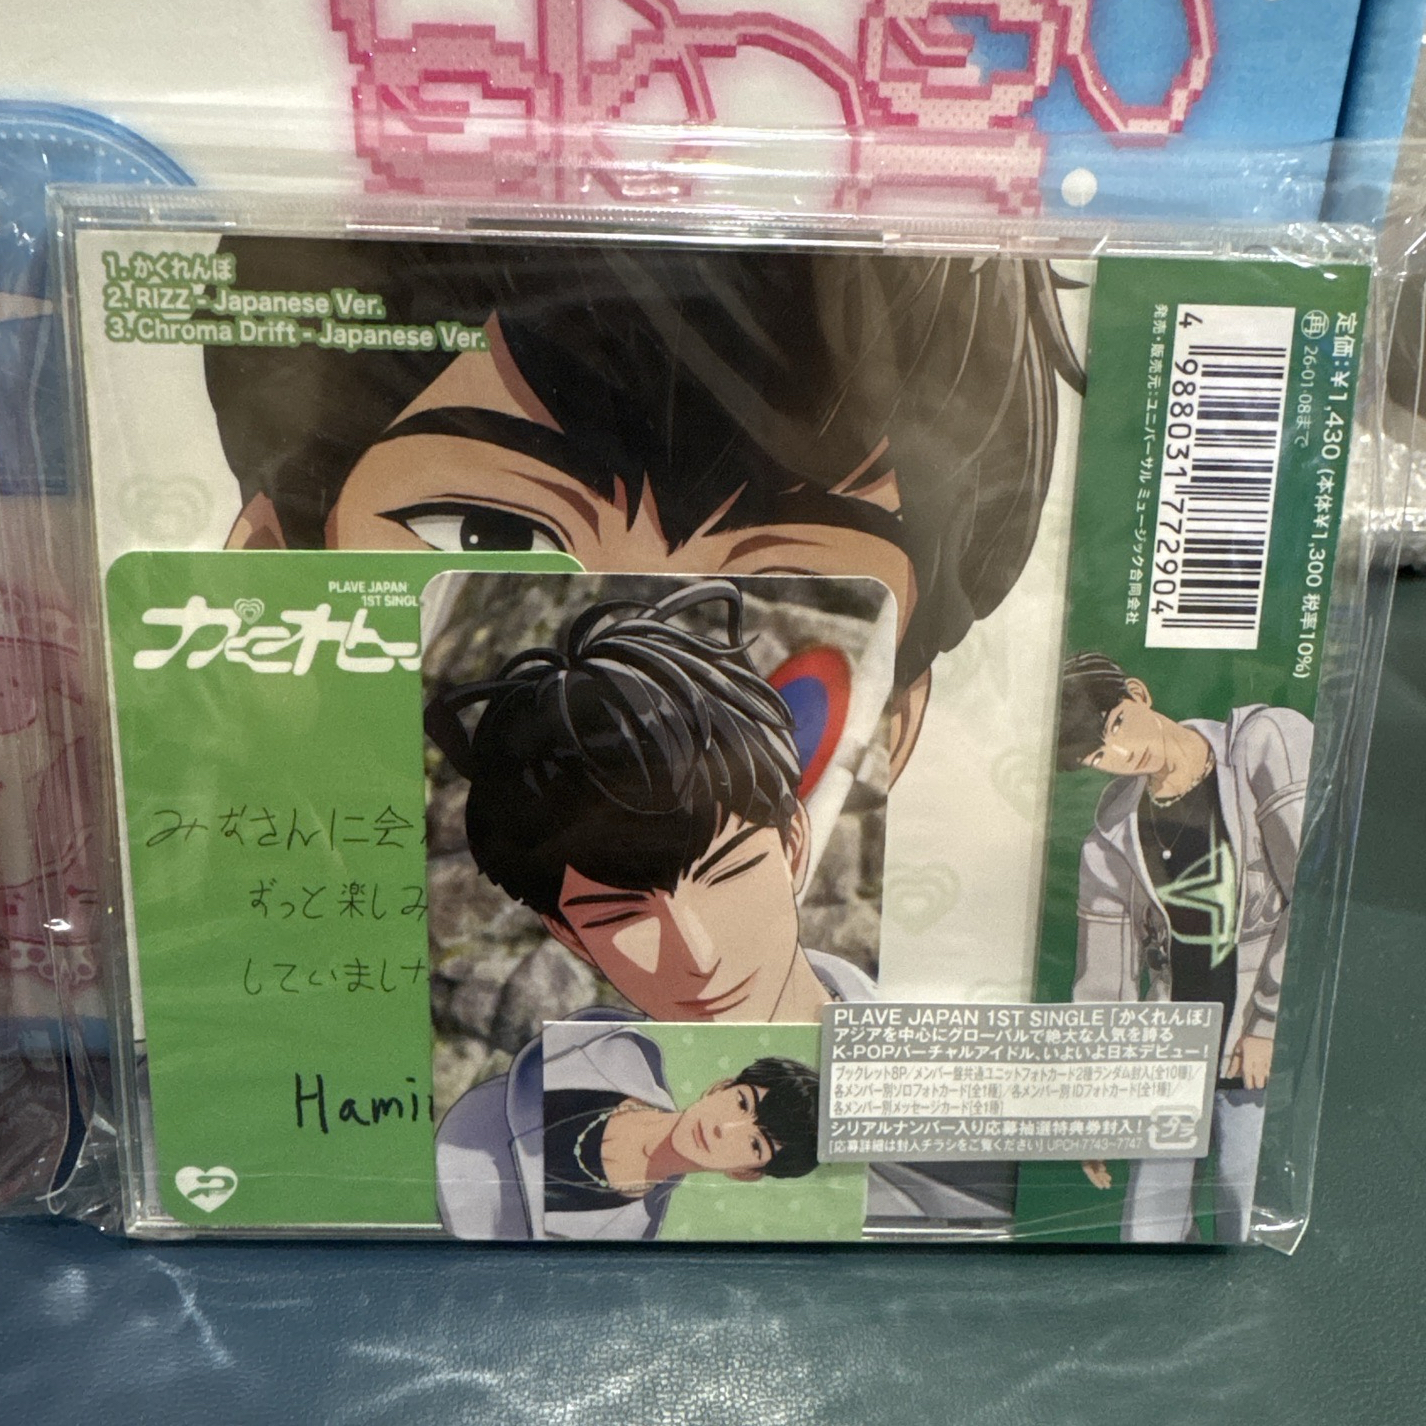 1. かくれんぼ
2. RIZZ - Japanese Ver.
3. Chroma Drift - Japanese Ver.
定価:¥1,430 (本体¥1,300 税率10%)
再 26・01・08まで
4 988031 772904
発売・販売元:ユニバーサル ミュージック合同会社
PLAVE JAPAN
1ST SINGL
かくれん
みなさんに会
ずっと楽しみ
していました
Hami
PLAVE JAPAN 1ST SINGLE「かくれんぼ」
アジアを中心にグローバルで絶大な人気を誇る
K-POPバーチャルアイドル、いよいよ日本デビュー!
ブックレット8P/メンバー盤共通ユニットフォトカード2種ランダム封入[全10種]/
各メンバー別ソロフォトカード[全1種]/各メンバー別IDフォトカード[全1種]/
各メンバー別メッセージカード[全1種]
シリアルナンバー入り応募抽選特典券封入!
[応募詳細は封入チラシをご覧ください] UPCH-7743~7747
プラ